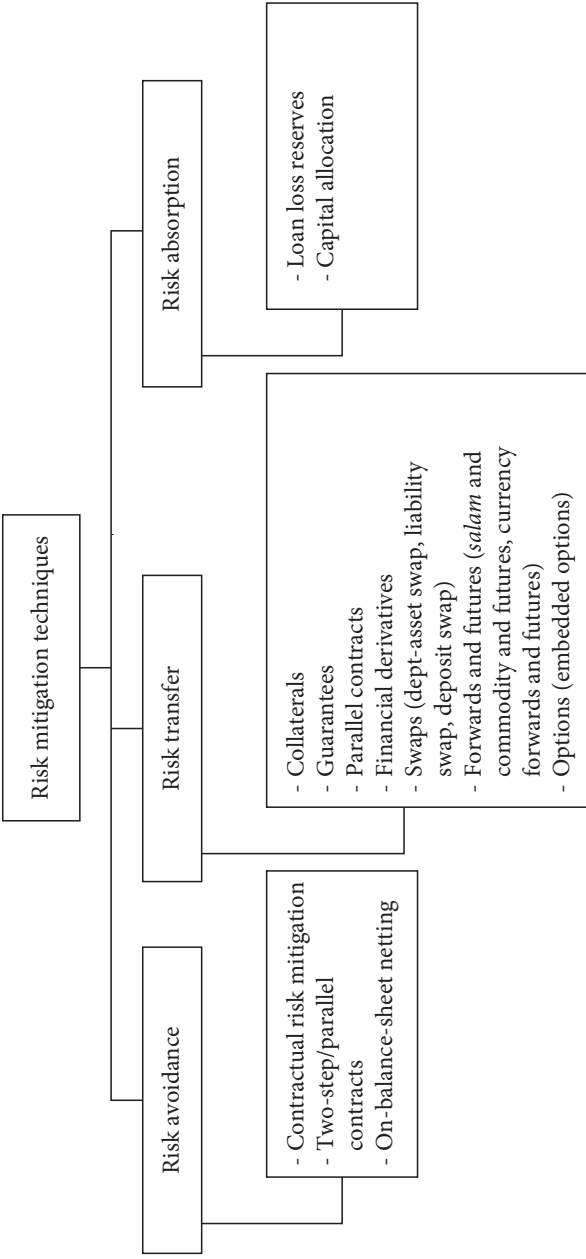 Risk mitigation techniques
Risk avoidance
- Contractual risk mitigation
- Two-step/parallel
contracts
- On-balance-sheet netting
Risk transfer
- Collaterals
- Guarantees
- Parallel contracts
- Financial derivatives
- Swaps (dept-asset swap, liability
swap, deposit swap)
- Forwards and futures (salam and
commodity and futures, currency
forwards and futures)
- Options (embedded options)
Risk absorption
- Loan loss reserves
- Capital allocation